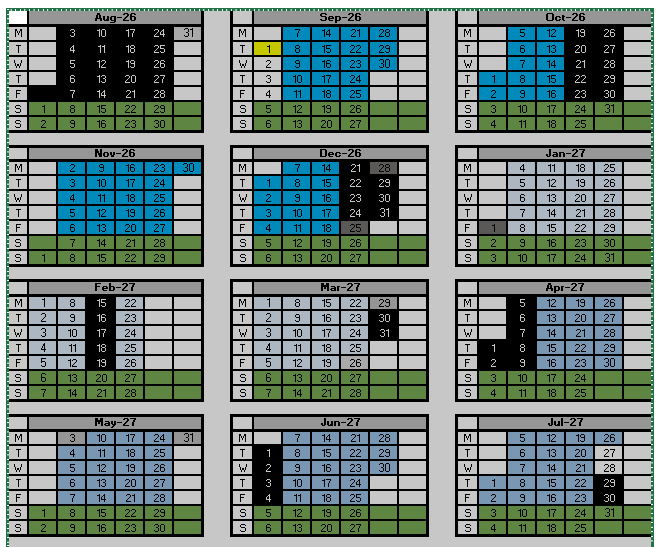 Aug-26
M 3 10 17 24 31
T 4 11 18 25
W 5 12 19 26
T 6 13 20 27
F 7 14 21 28
S 1 8 15 22 29
S 2 9 16 23 30
Sep-26
M 7 14 21 28
T 1 8 15 22 29
W 2 9 16 23 30
T 3 10 17 24
F 4 11 18 25
S 5 12 19 26
S 6 13 20 27
Oct-26
M 5 12 19 26
T 6 13 20 27
W 7 14 21 28
T 1 8 15 22 29
F 2 9 16 23 30
S 3 10 17 24 31
S 4 11 18 25
Nov-26
M 2 9 16 23 30
T 3 10 17 24
W 4 11 18 25
T 5 12 19 26
F 6 13 20 27
S 7 14 21 28
S 1 8 15 22 29
Dec-26
M 7 14 21 28
T 1 8 15 22 29
W 2 9 16 23 30
T 3 10 17 24 31
F 4 11 18 25
S 5 12 19 26
S 6 13 20 27
Jan-27
M 4 11 18 25
T 5 12 19 26
W 6 13 20 27
T 7 14 21 28
F 1 8 15 22 29
S 2 9 16 23 30
S 3 10 17 24 31
Feb-27
M 1 8 15 22
T 2 9 16 23
W 3 10 17 24
T 4 11 18 25
F 5 12 19 26
S 6 13 20 27
S 7 14 21 28
Mar-27
M 1 8 15 22 29
T 2 9 16 23 30
W 3 10 17 24 31
T 4 11 18 25
F 5 12 19 26
S 6 13 20 27
S 7 14 21 28
Apr-27
M 5 12 19 26
T 6 13 20 27
W 7 14 21 28
T 1 8 15 22 29
F 2 9 16 23 30
S 3 10 17 24
S 4 11 18 25
May-27
M 3 10 17 24 31
T 4 11 18 25
W 5 12 19 26
T 6 13 20 27
F 7 14 21 28
S 1 8 15 22 29
S 2 9 16 23 30
Jun-27
M 7 14 21 28
T 1 8 15 22 29
W 2 9 16 23 30
T 3 10 17 24
F 4 11 18 25
S 5 12 19 26
S 6 13 20 27
Jul-27
M 5 12 19 26
T 6 13 20 27
W 7 14 21 28
T 1 8 15 22 29
F 2 9 16 23 30
S 3 10 17 24 31
S 4 11 18 25